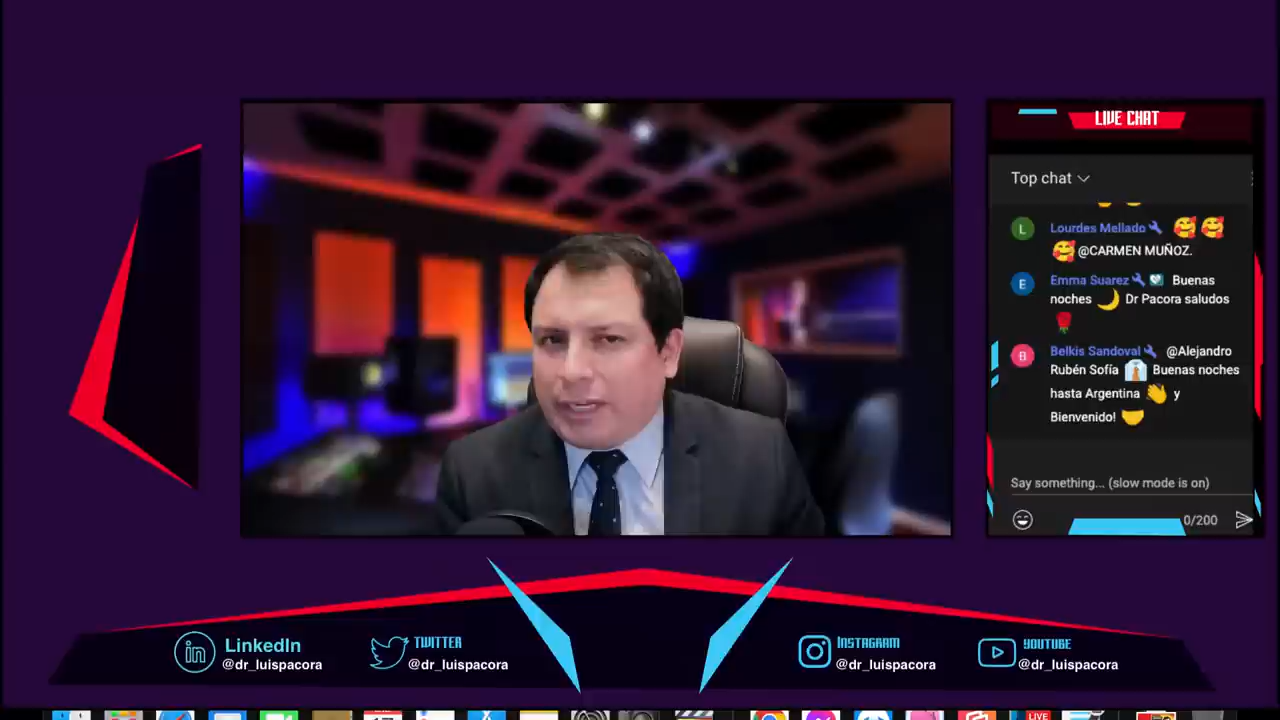 LIVE CHAT
Top chat
L Lourdes Mellado
@CARMEN MUÑOZ.
E Emma Suarez Buenas
noches Dr Pacora saludos
B Belkis Sandoval @Alejandro
Rubén Sofía Buenas noches
hasta Argentina y
Bienvenido!
Say something... (slow mode is on)
0/200
LinkedIn
@dr_luispacora
TWITTER
@dr_luispacora
INSTAGRAM
@dr_luispacora
YOUTUBE
@dr_luispacora
LIVE